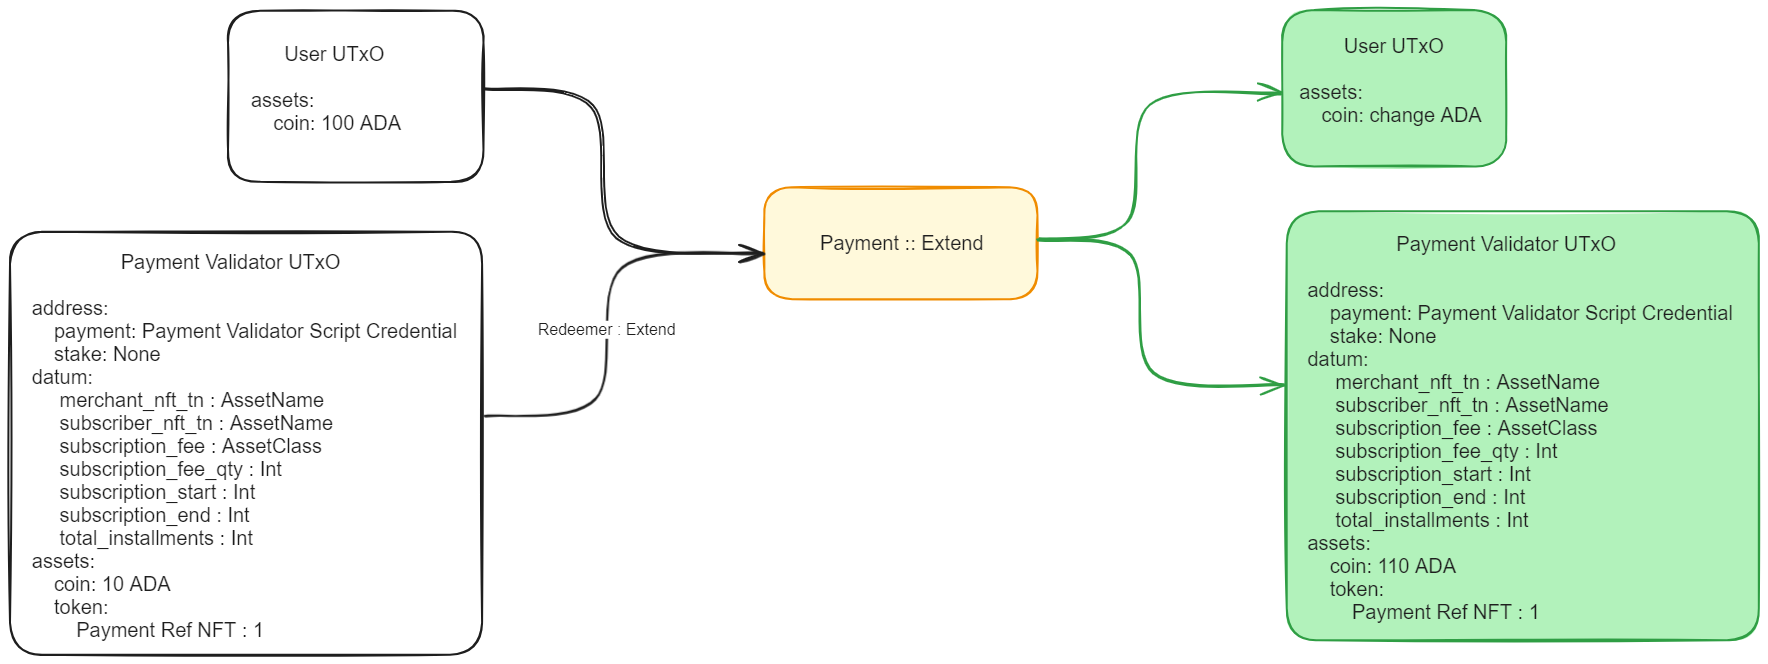 User UTxO
assets:
coin: 100 ADA
Payment Validator UTxO
address:
payment: Payment Validator Script Credential
stake: None
datum:
merchant_nft_tn : AssetName
subscriber_nft_tn : AssetName
subscription_fee : AssetClass
subscription_fee_qty : Int
subscription_start : Int
subscription_end : Int
total_installments : Int
assets:
coin: 10 ADA
token:
Payment Ref NFT : 1
Redeemer : Extend
Payment :: Extend
User UTxO
assets:
coin: change ADA
Payment Validator UTxO
address:
payment: Payment Validator Script Credential
stake: None
datum:
merchant_nft_tn : AssetName
subscriber_nft_tn : AssetName
subscription_fee : AssetClass
subscription_fee_qty : Int
subscription_start : Int
subscription_end : Int
total_installments : Int
assets:
coin: 110 ADA
token:
Payment Ref NFT : 1